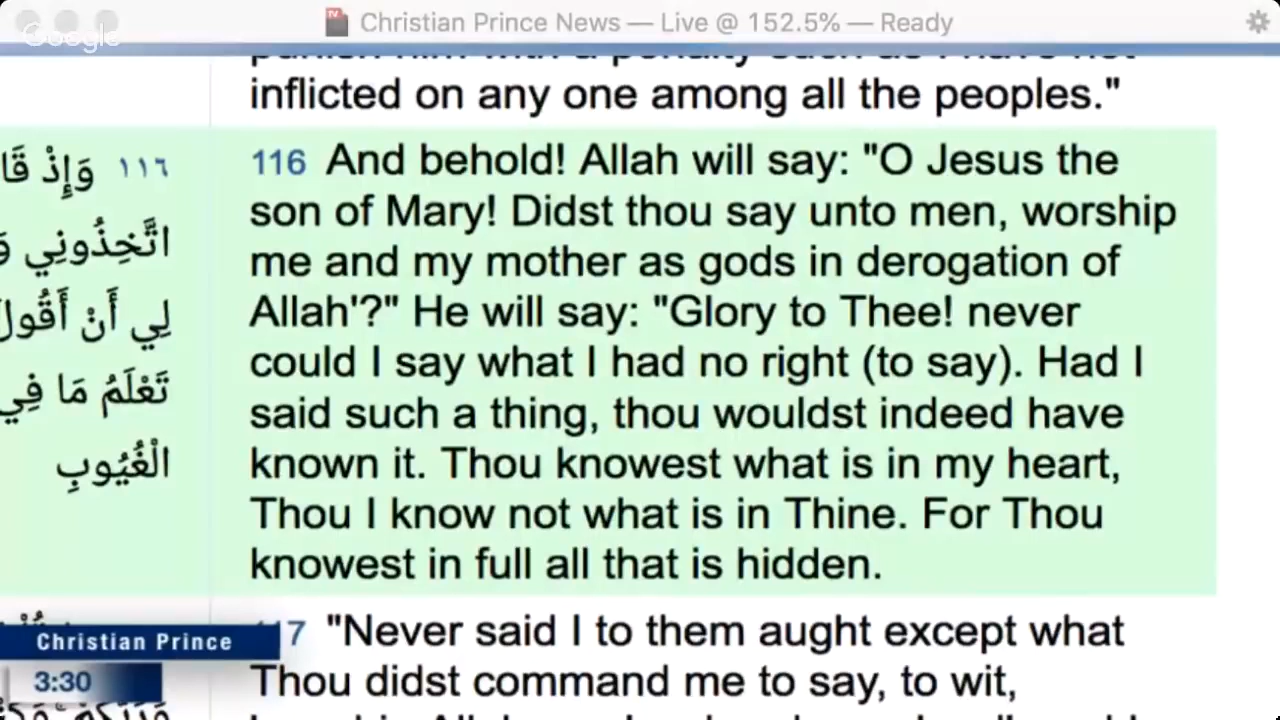 Google
Christian Prince News — Live @ 152.5% — Ready
inflicted on any one among all the peoples."
١١٦ وَإِذْ قَا
اتَّخِذُونِي وَ
لِي أَنْ أَقُول
تَعْلَمُ مَا فِي
الْغُيُوبِ
116 And behold! Allah will say: "O Jesus the
son of Mary! Didst thou say unto men, worship
me and my mother as gods in derogation of
Allah'?" He will say: "Glory to Thee! never
could I say what I had no right (to say). Had I
said such a thing, thou wouldst indeed have
known it. Thou knowest what is in my heart,
Thou I know not what is in Thine. For Thou
knowest in full all that is hidden.
17 "Never said I to them aught except what
Thou didst command me to say, to wit,
Christian Prince
3:30